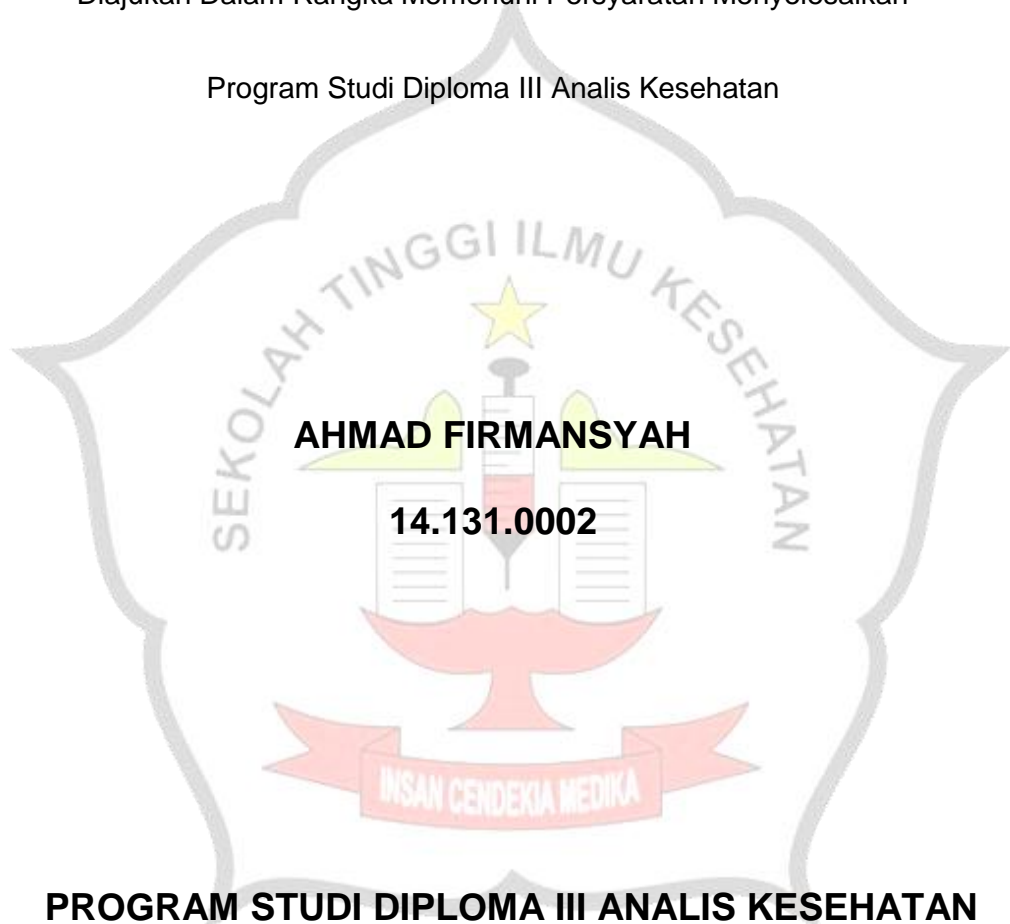 Diajukan Dalam Rangka Memenuhi Persyaratan Menyelesaikan
Program Studi Diploma III Analis Kesehatan
SEKOLAH TINGGI ILMU KESEHATAN
AHMAD FIRMANSYAH
14.131.0002
INSAN CENDEKIA MEDIKA
PROGRAM STUDI DIPLOMA III ANALIS KESEHATAN